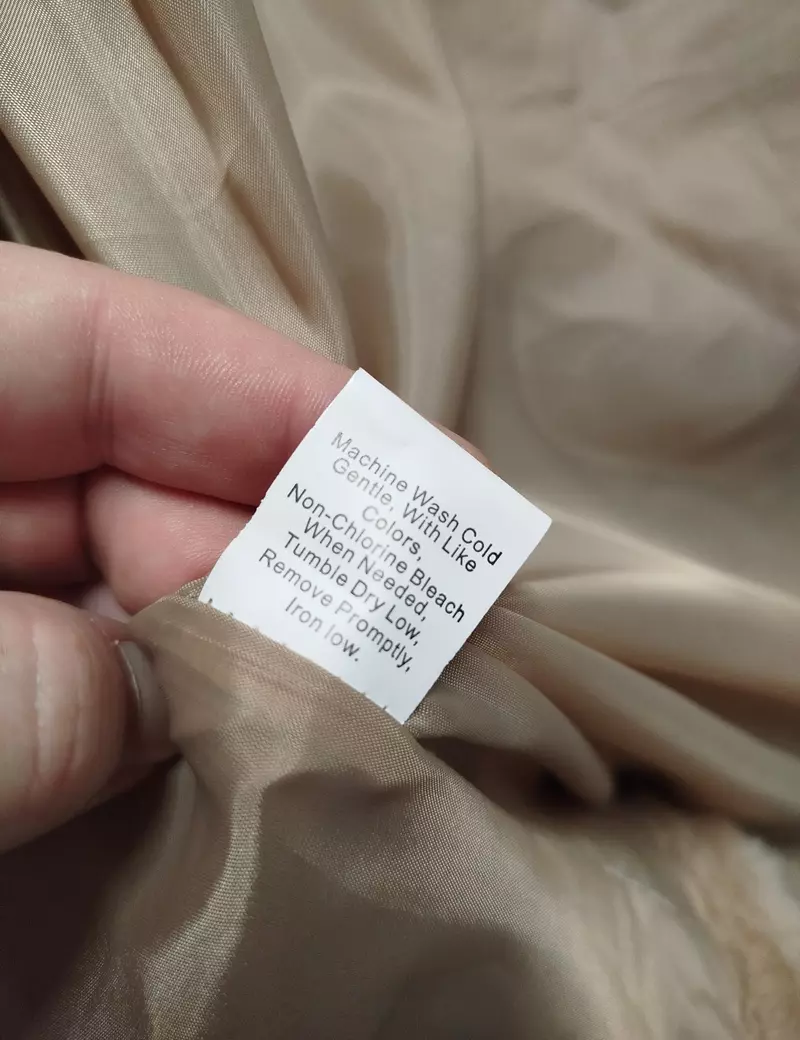 Machine Wash Cold
Gentle, With Like
Colors,
Non-Chlorine Bleach
When Needed,
Tumble Dry Low,
Remove Promptly,
Iron low.